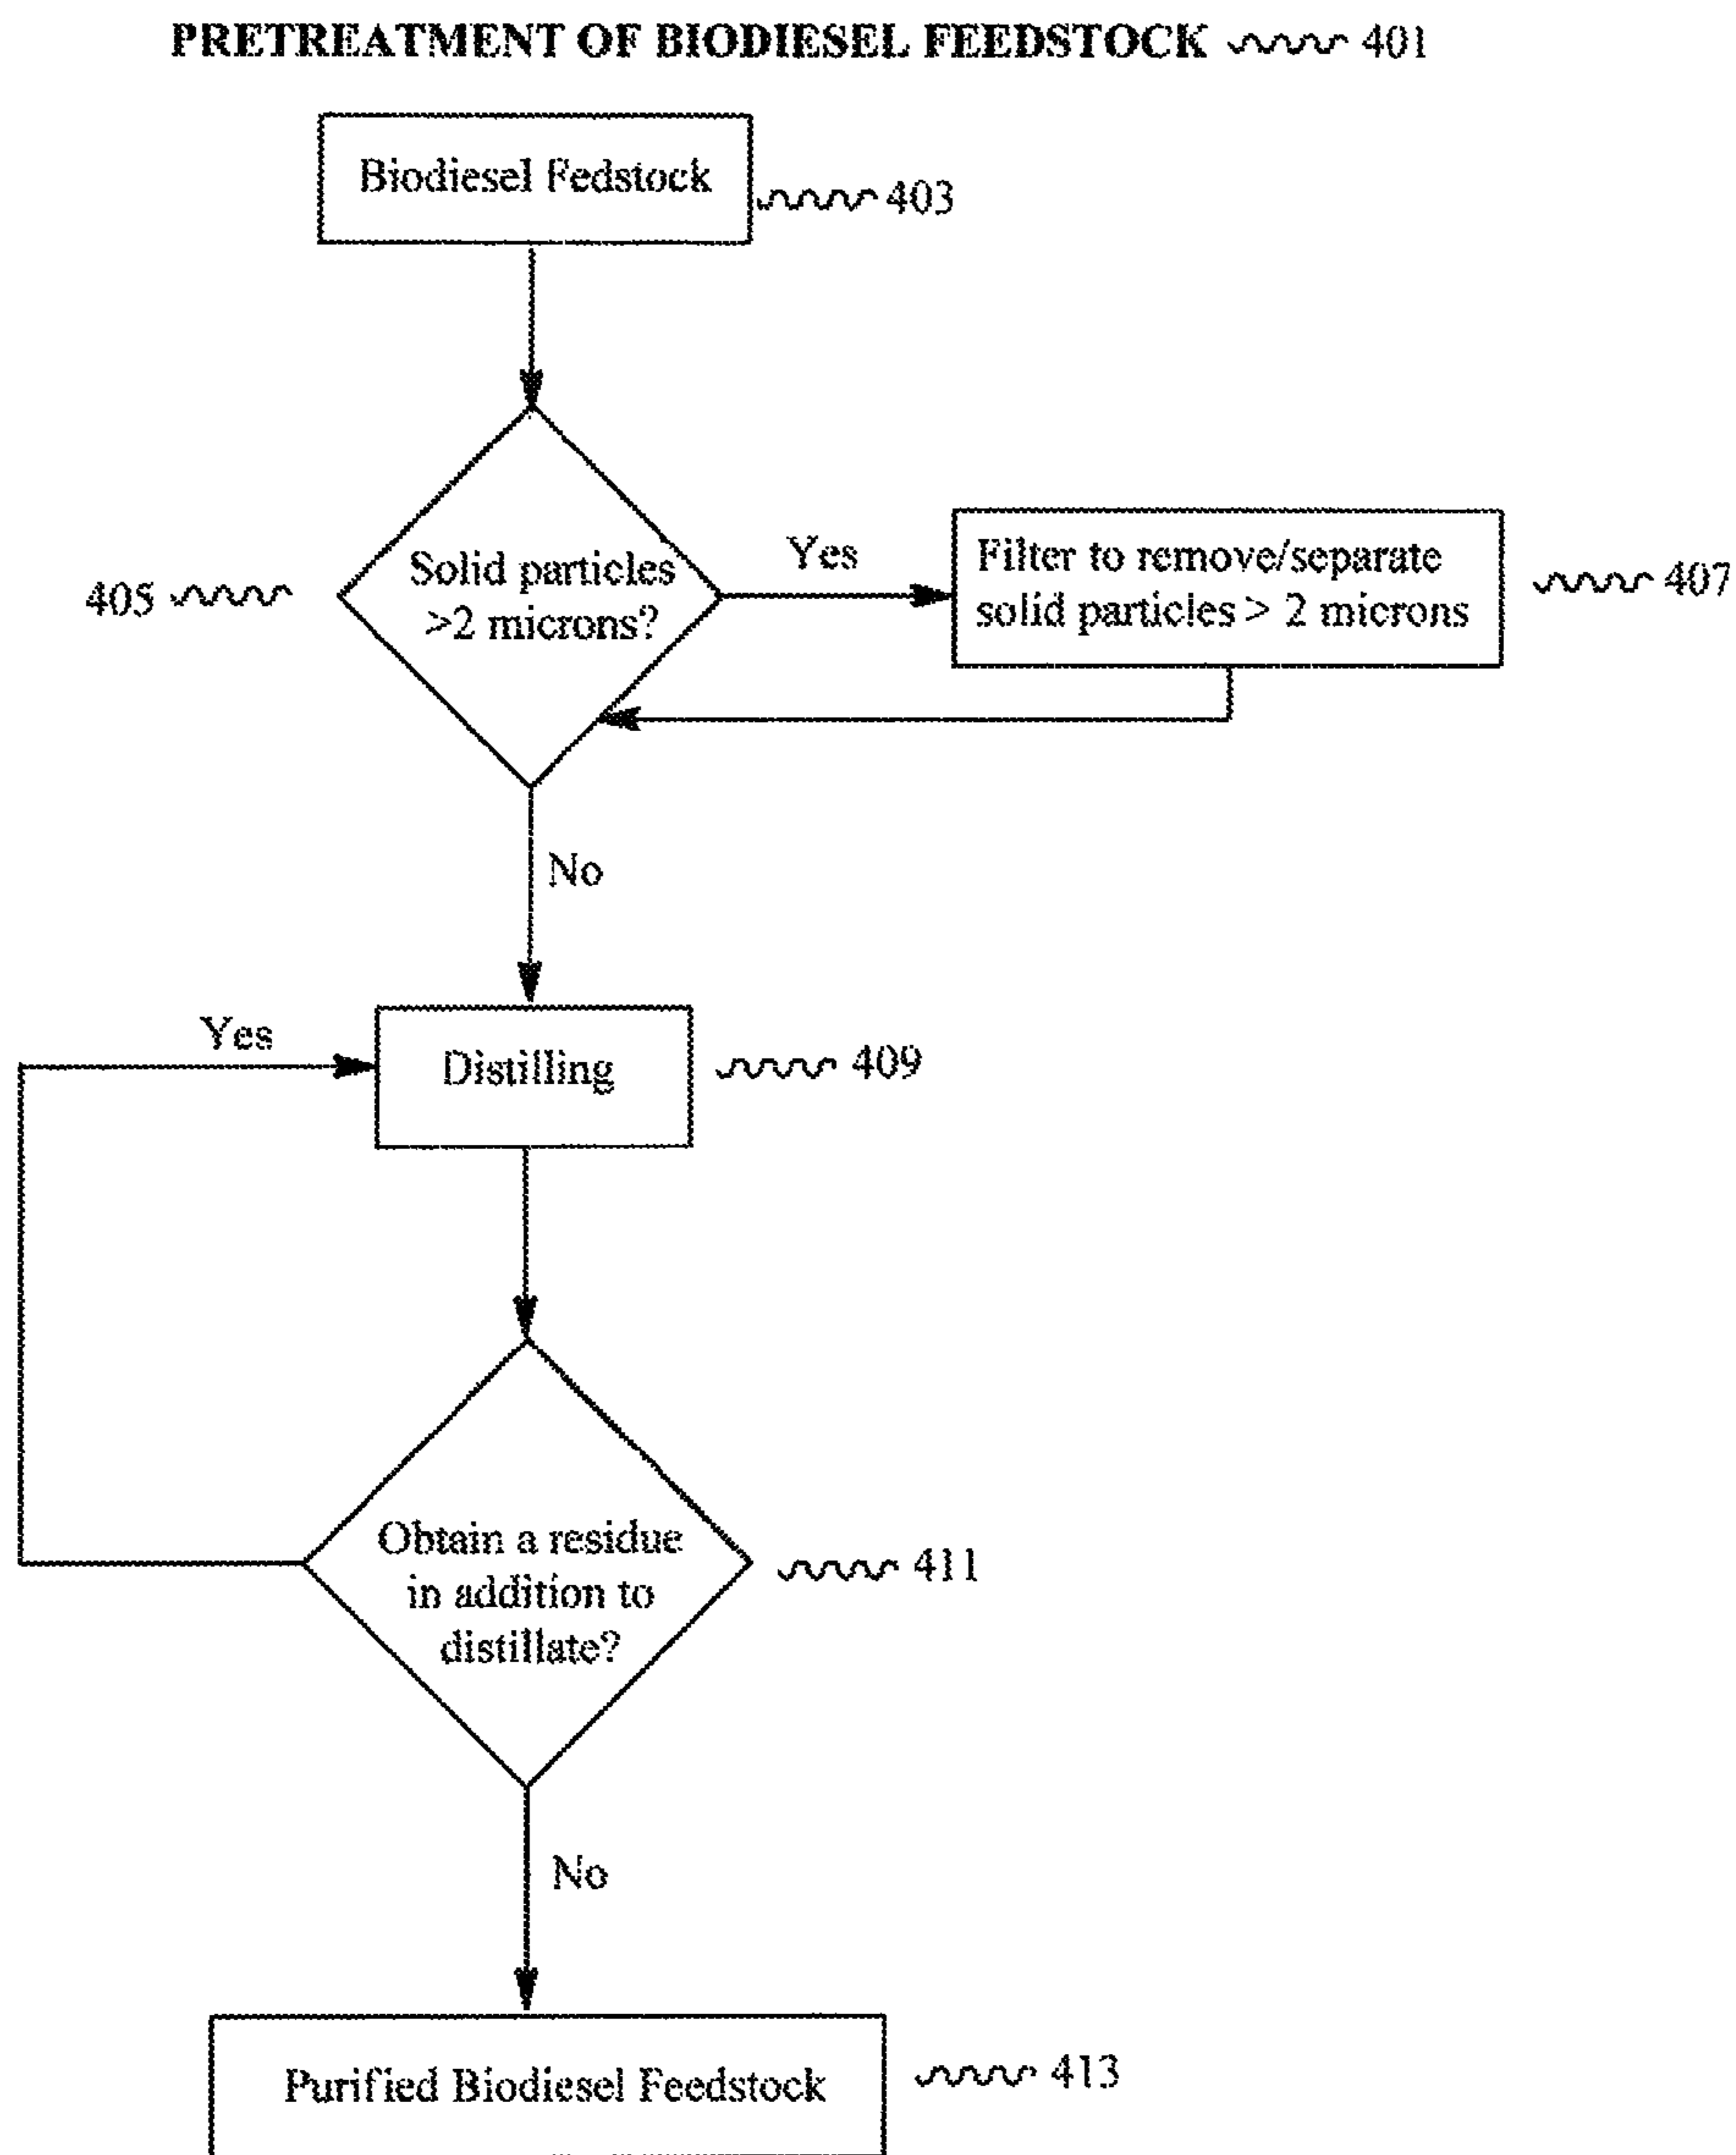 PRETREATMENT OF BIODIESEL FEEDSTOCK 401
Biodiesel Fedstock
403
Solid particles
>2 microns?
405
Yes
Filter to remove/separate
solid particles > 2 microns
407
No
Yes
Distilling
409
Obtain a residue
in addition to
distillate?
411
No
Purified Biodiesel Feedstock
413